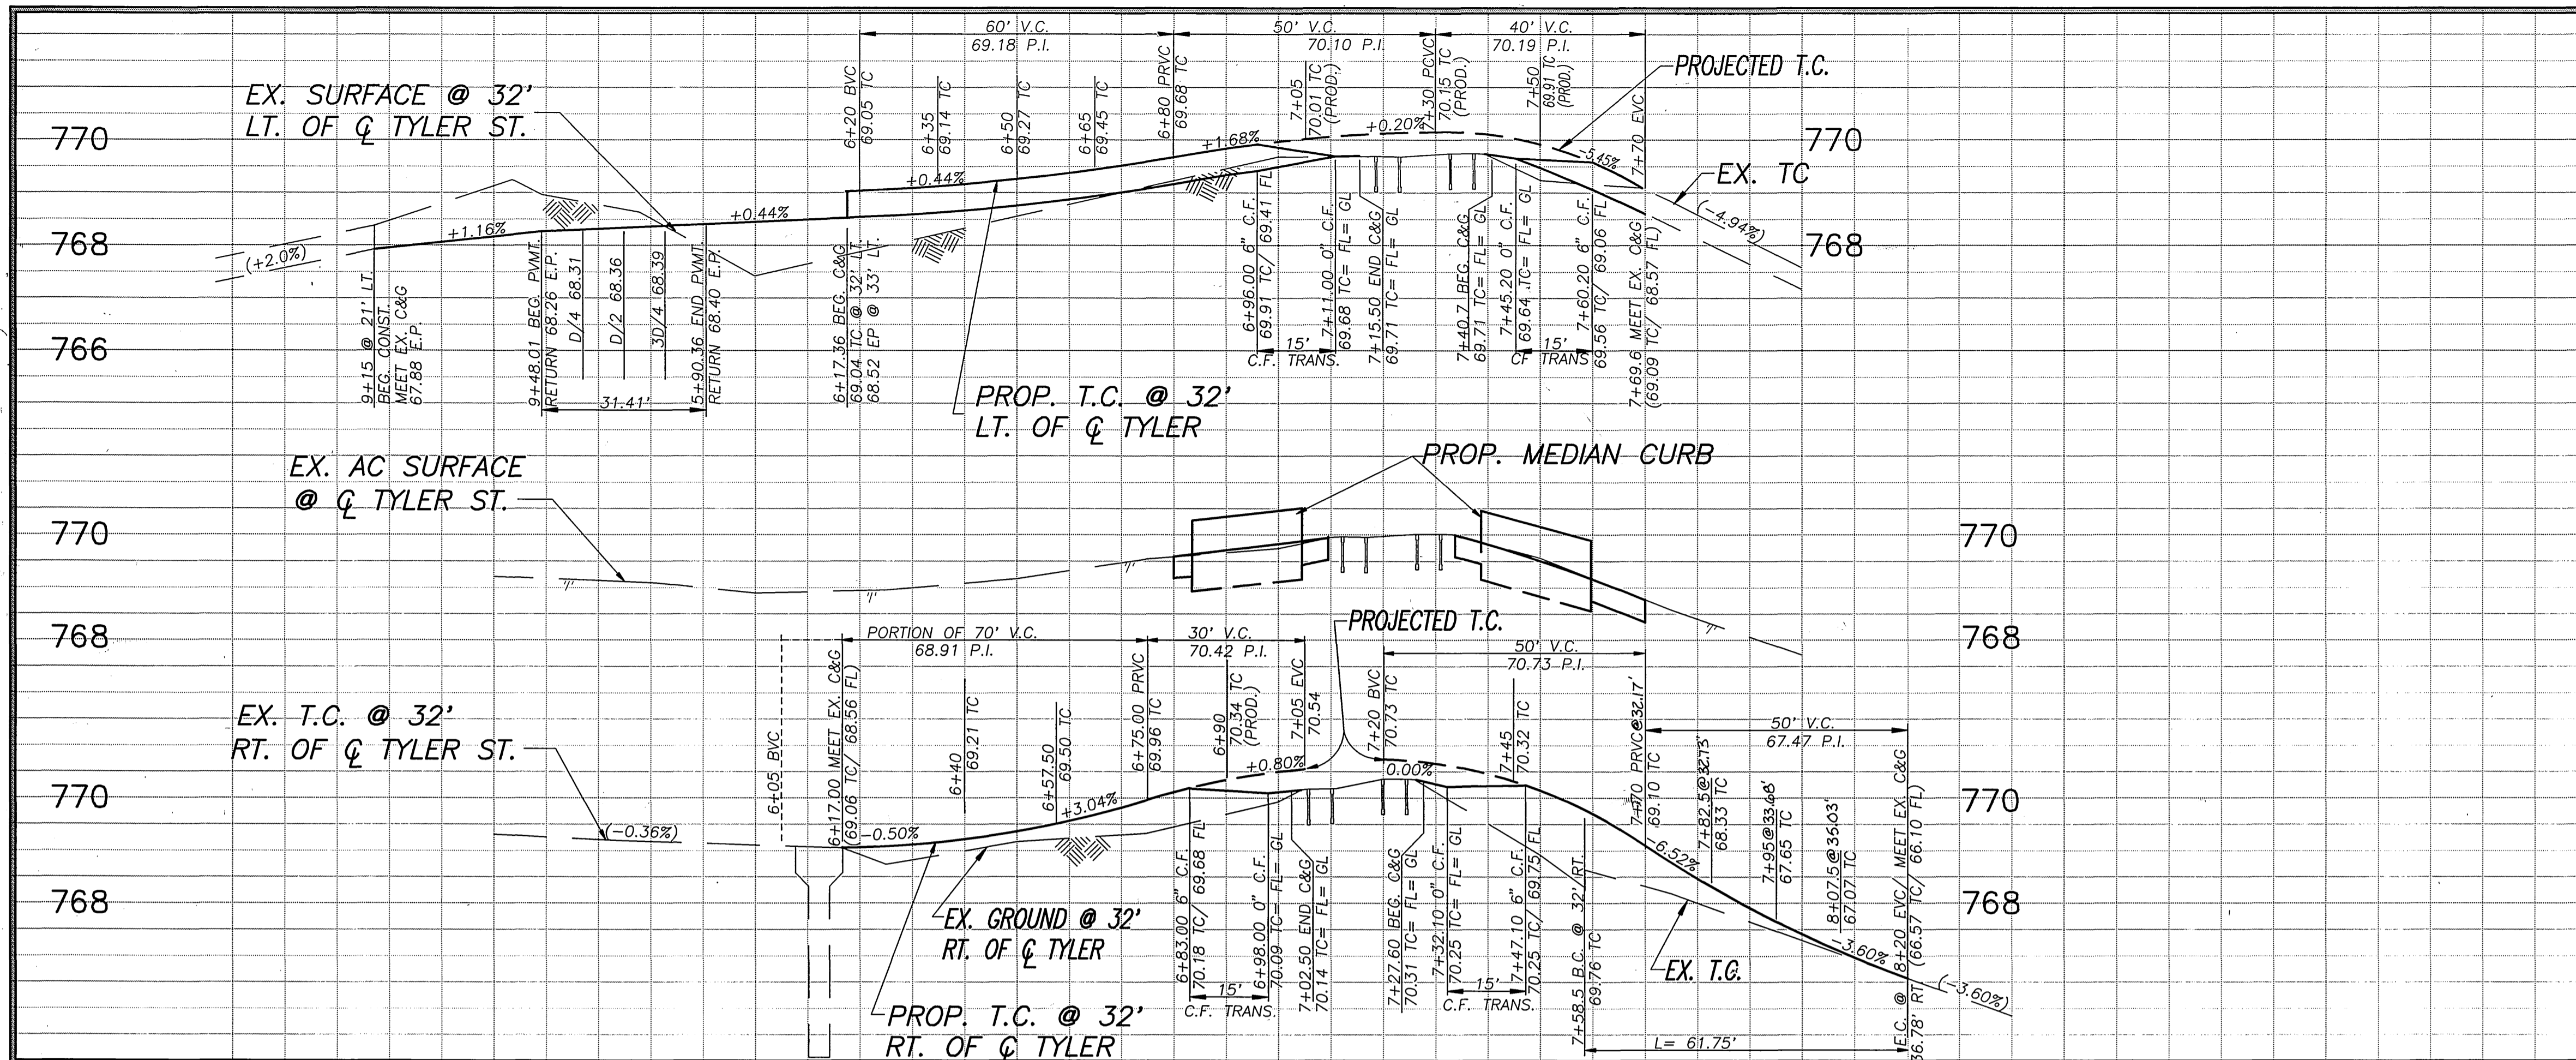 60' V.C.
69.18 P.I.
50' V.C.
70.10 P.I.
40' V.C.
70.19 P.I.
PROJECTED T.C.
EX. SURFACE @ 32'
LT. OF ℄ TYLER ST.
6+20 BVC
69.05 TC
6+35
69.14 TC
6+50
69.27 TC
6+65
69.45 TC
6+80 PRVC
69.68 TC
7+05
70.01 TC
(PROD.)
7+30 PCVC
70.15 TC
(PROD.)
7+50
69.91 TC
(PROD.)
7+70 EVC
770
770
+1.68%
+0.20%
-5.45%
EX. TC
+0.44%
+0.44%
+1.16%
(+2.0%)
(-4.94%)
768
768
766
9+15 @ 21' LT.
BEG. CONST.
MEET EX. C&G
67.88 E.P.
9+48.01 BEG. PVMT.
RETURN 68.26 E.P.
D/4 68.31
D/2 68.36
3D/4 68.39
5+90.36 END PVMT.
RETURN 68.40 E.P.
31.41'
6+17.36 BEG. C&G
69.04 TC @ 32' LT.
68.52 EP @ 33' LT.
6+96.00 6" C.F.
69.91 TC/ 69.41 FL
15'
C.F. TRANS.
7+11.00 0" C.F.
69.68 TC= FL= GL
7+15.50 END C&G
69.71 TC= FL= GL
7+40.7 BEG. C&G
69.71 TC= FL= GL
7+45.20 0" C.F.
69.64 TC= FL= GL
15'
CF TRANS
7+60.20 6" C.F.
69.56 TC/ 69.06 FL
7+69.6 MEET EX. C&G
(69.09 TC/ 68.57 FL)
PROP. T.C. @ 32'
LT. OF ℄ TYLER
PROP. MEDIAN CURB
EX. AC SURFACE
@ ℄ TYLER ST.
770
770
768
768
PORTION OF 70' V.C.
68.91 P.I.
30' V.C.
70.42 P.I.
PROJECTED T.C.
50' V.C.
70.73 P.I.
50' V.C.
67.47 P.I.
EX. T.C. @ 32'
RT. OF ℄ TYLER ST.
6+05 BVC
6+17.00 MEET EX. C&G
(69.06 TC/ 68.56 FL)
6+40
69.21 TC
6+57.50
69.50 TC
6+75.00 PRVC
69.96 TC
6+90
70.34 TC
(PROD.)
7+05 EVC
70.54
7+20 BVC
70.73 TC
7+45
70.32 TC
7+70 PRVC@32.17'
69.10 TC
7+82.5@32.73'
68.33 TC
7+95@33.68'
67.65 TC
8+07.5@35.03'
67.07 TC
E.C. @ 8+20 EVC/ MEET EX. C&G
36.78' RT (66.57 TC/ 66.10 FL)
770
770
(-0.36%)
-0.50%
+3.04%
+0.80%
0.00%
-6.52%
-3.60%
(-3.60%)
768
768
EX. GROUND @ 32'
RT. OF ℄ TYLER
6+83.00 6" C.F.
70.18 TC/ 69.68 FL
15'
C.F. TRANS.
6+98.00 0" C.F.
70.09 TC= FL= GL
7+02.50 END C&G
70.14 TC= FL= GL
7+27.60 BEG. C&G
70.31 TC= FL= GL
7+32.10 0" C.F.
70.25 TC= FL= GL
15'
C.F. TRANS.
7+47.10 6" C.F.
70.25 TC/ 69.75 FL
7+58.5 B.C. @ 32' RT.
69.76 TC
EX. T.C.
L= 61.75'
PROP. T.C. @ 32'
RT. OF ℄ TYLER